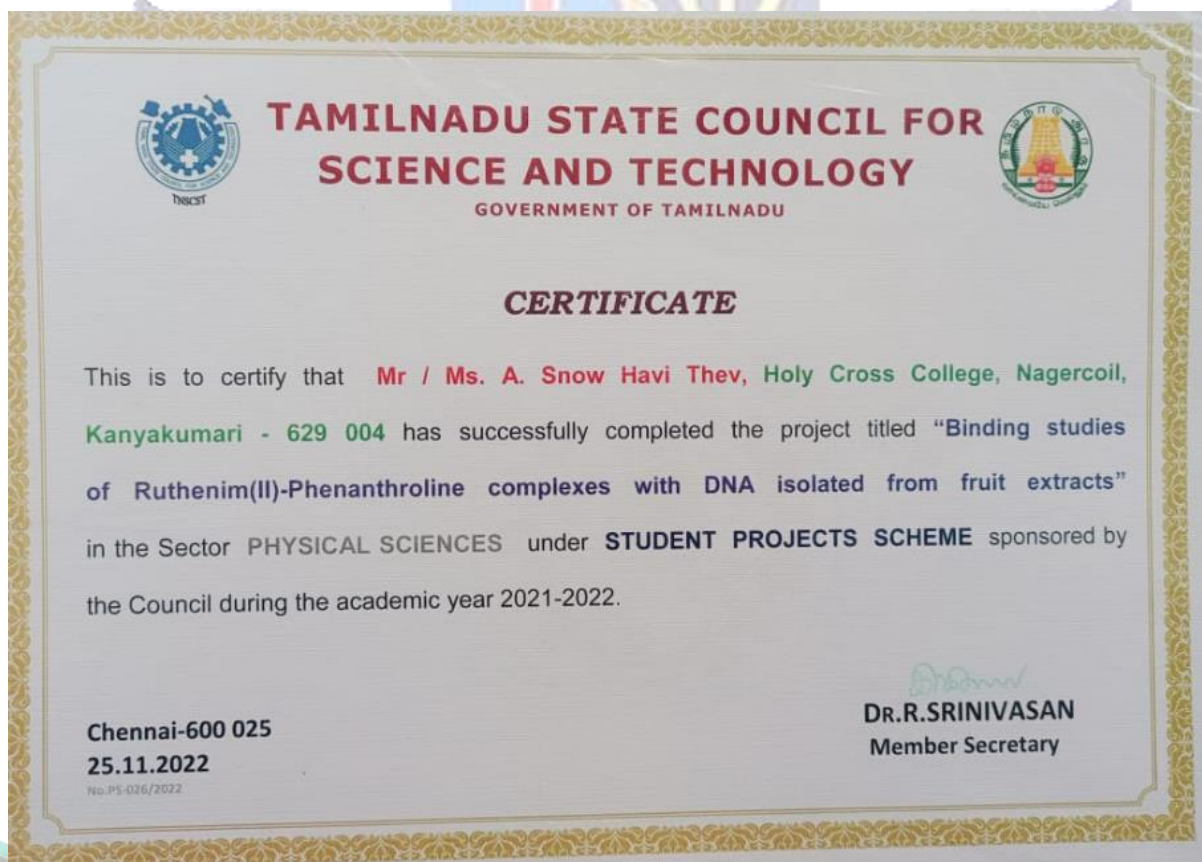 TAMILNADU STATE COUNCIL FOR
SCIENCE AND TECHNOLOGY
GOVERNMENT OF TAMILNADU
TNSCST
CERTIFICATE
This is to certify that Mr / Ms. A. Snow Havi Thev, Holy Cross College, Nagercoil,
Kanyakumari - 629 004 has successfully completed the project titled “Binding studies
of Ruthenim(II)-Phenanthroline complexes with DNA isolated from fruit extracts”
in the Sector PHYSICAL SCIENCES under STUDENT PROJECTS SCHEME sponsored by
the Council during the academic year 2021-2022.
Chennai-600 025
25.11.2022
No.PS-026/2022
DR.R.SRINIVASAN
Member Secretary